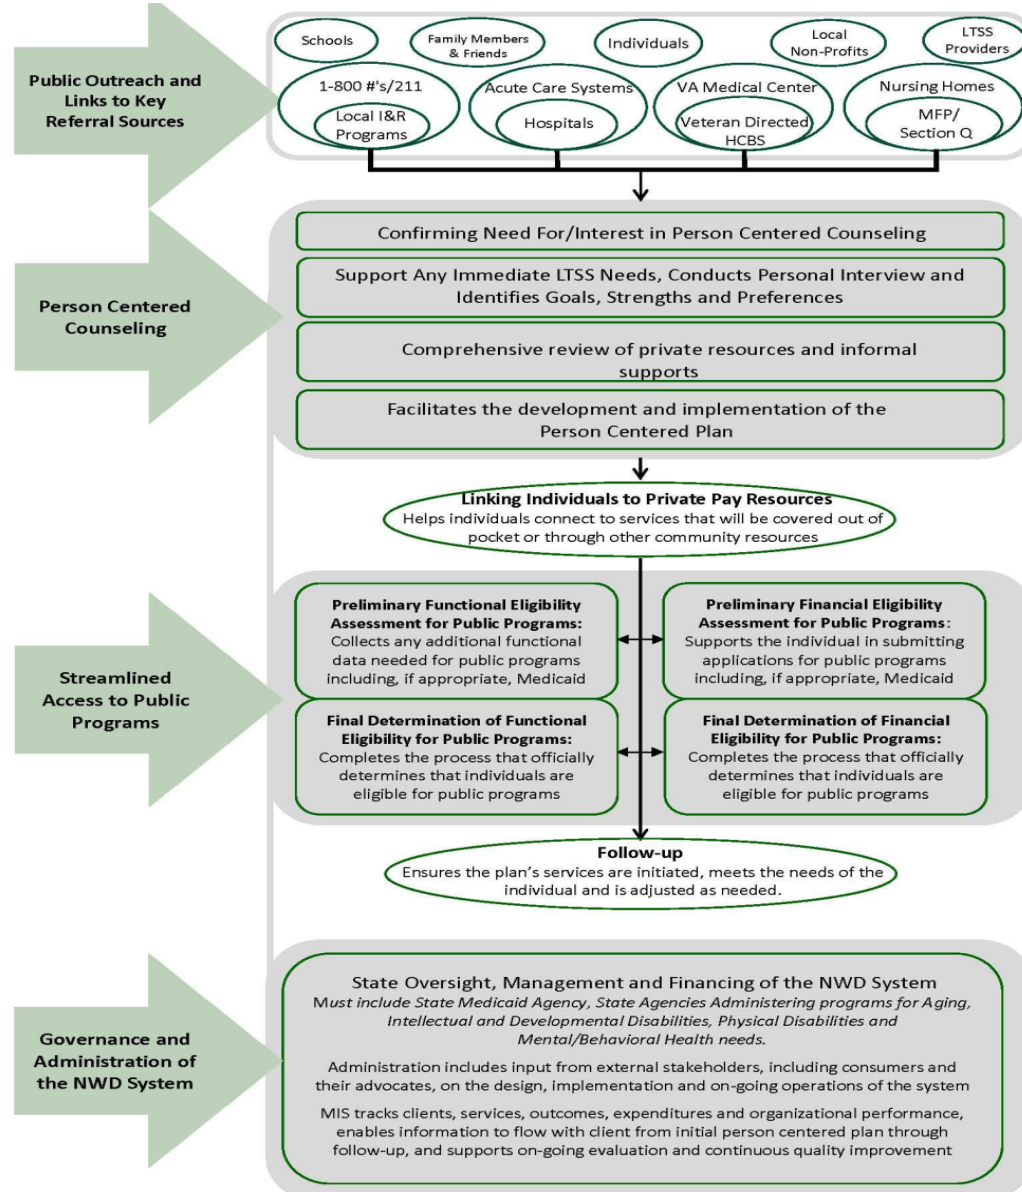 Public Outreach and
Links to Key
Referral Sources
Schools
Family Members
& Friends
Individuals
Local
Non-Profits
LTSS
Providers
1-800 #'s/211
Local I&R
Programs
Acute Care Systems
Hospitals
VA Medical Center
Veteran Directed
HCBS
Nursing Homes
MFP/
Section Q
Person Centered
Counseling
Confirming Need For/Interest in Person Centered Counseling
Support Any Immediate LTSS Needs, Conducts Personal Interview and
Identifies Goals, Strengths and Preferences
Comprehensive review of private resources and informal
supports
Facilitates the development and implementation of the
Person Centered Plan
Linking Individuals to Private Pay Resources
Helps individuals connect to services that will be covered out of
pocket or through other community resources
Streamlined
Access to Public
Programs
Preliminary Functional Eligibility
Assessment for Public Programs:
Collects any additional functional
data needed for public programs
including, if appropriate, Medicaid
Preliminary Financial Eligibility
Assessment for Public Programs:
Supports the individual in submitting
applications for public programs
including, if appropriate, Medicaid
Final Determination of Functional
Eligibility for Public Programs:
Completes the process that officially
determines that individuals are
eligible for public programs
Final Determination of Financial
Eligibility for Public Programs:
Completes the process that officially
determines that individuals are
eligible for public programs
Follow-up
Ensures the plan's services are initiated, meets the needs of the
individual and is adjusted as needed.
Governance and
Administration of
the NWD System
State Oversight, Management and Financing of the NWD System
Must include State Medicaid Agency, State Agencies Administering programs for Aging,
Intellectual and Developmental Disabilities, Physical Disabilities and
Mental/Behavioral Health needs.
Administration includes input from external stakeholders, including consumers and
their advocates, on the design, implementation and on-going operations of the system
MIS tracks clients, services, outcomes, expenditures and organizational performance,
enables information to flow with client from initial person centered plan through
follow-up, and supports on-going evaluation and continuous quality improvement